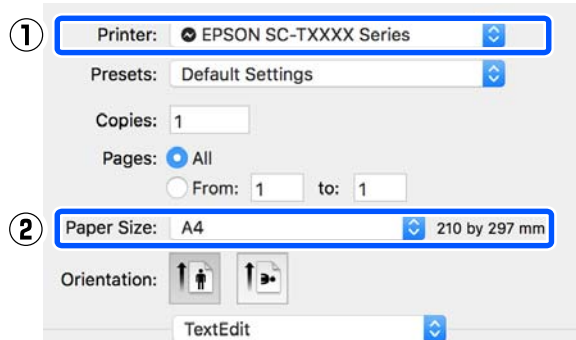 ① Printer: EPSON SC-TXXXX Series
Presets: Default Settings
Copies: 1
Pages: All
From: 1 to: 1
② Paper Size: A4 210 by 297 mm
Orientation:
TextEdit